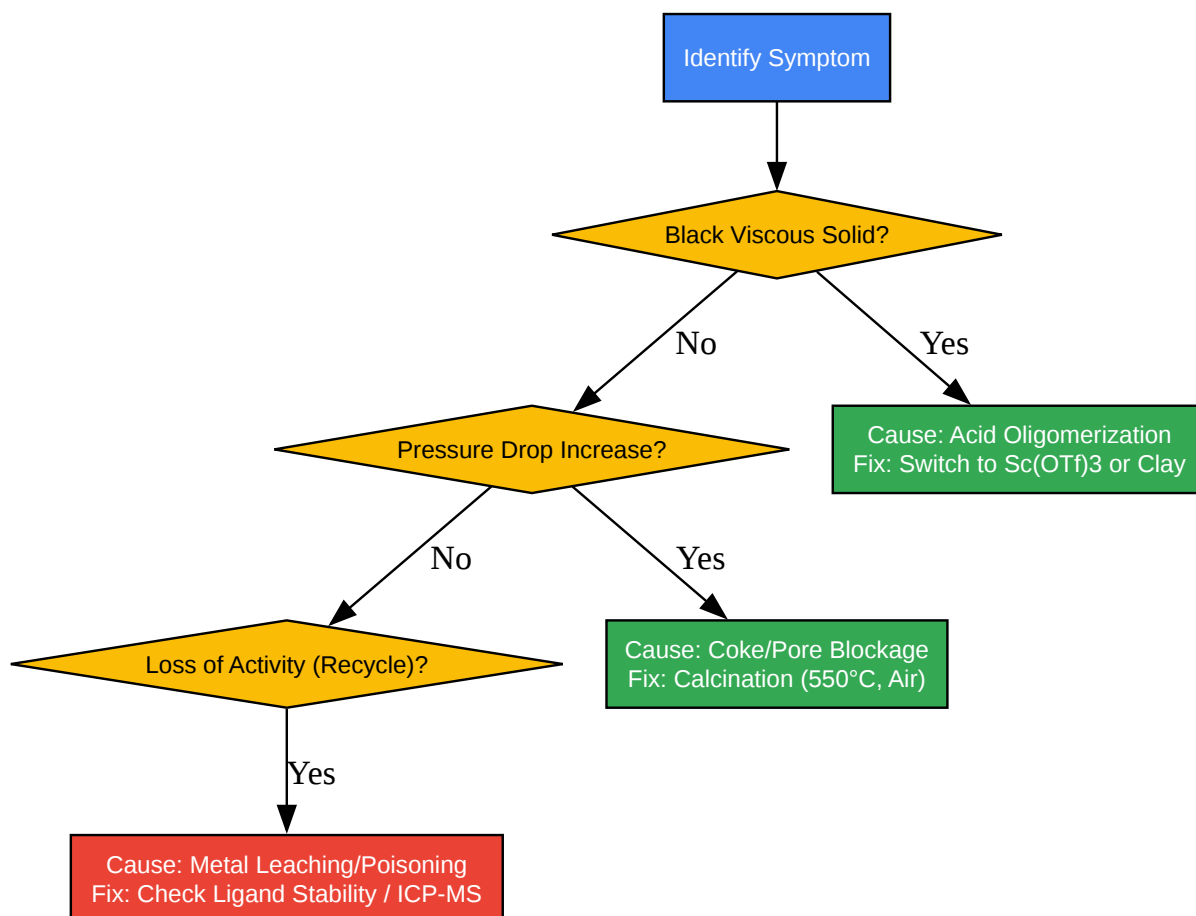 Identify Symptom
Black Viscous Solid?
No
Yes
Pressure Drop Increase?
Cause: Acid Oligomerization
Fix: Switch to Sc(OTf)3 or Clay
No
Yes
Loss of Activity (Recycle)?
Cause: Coke/Pore Blockage
Fix: Calcination (550°C, Air)
Yes
Cause: Metal Leaching/Poisoning
Fix: Check Ligand Stability / ICP-MS